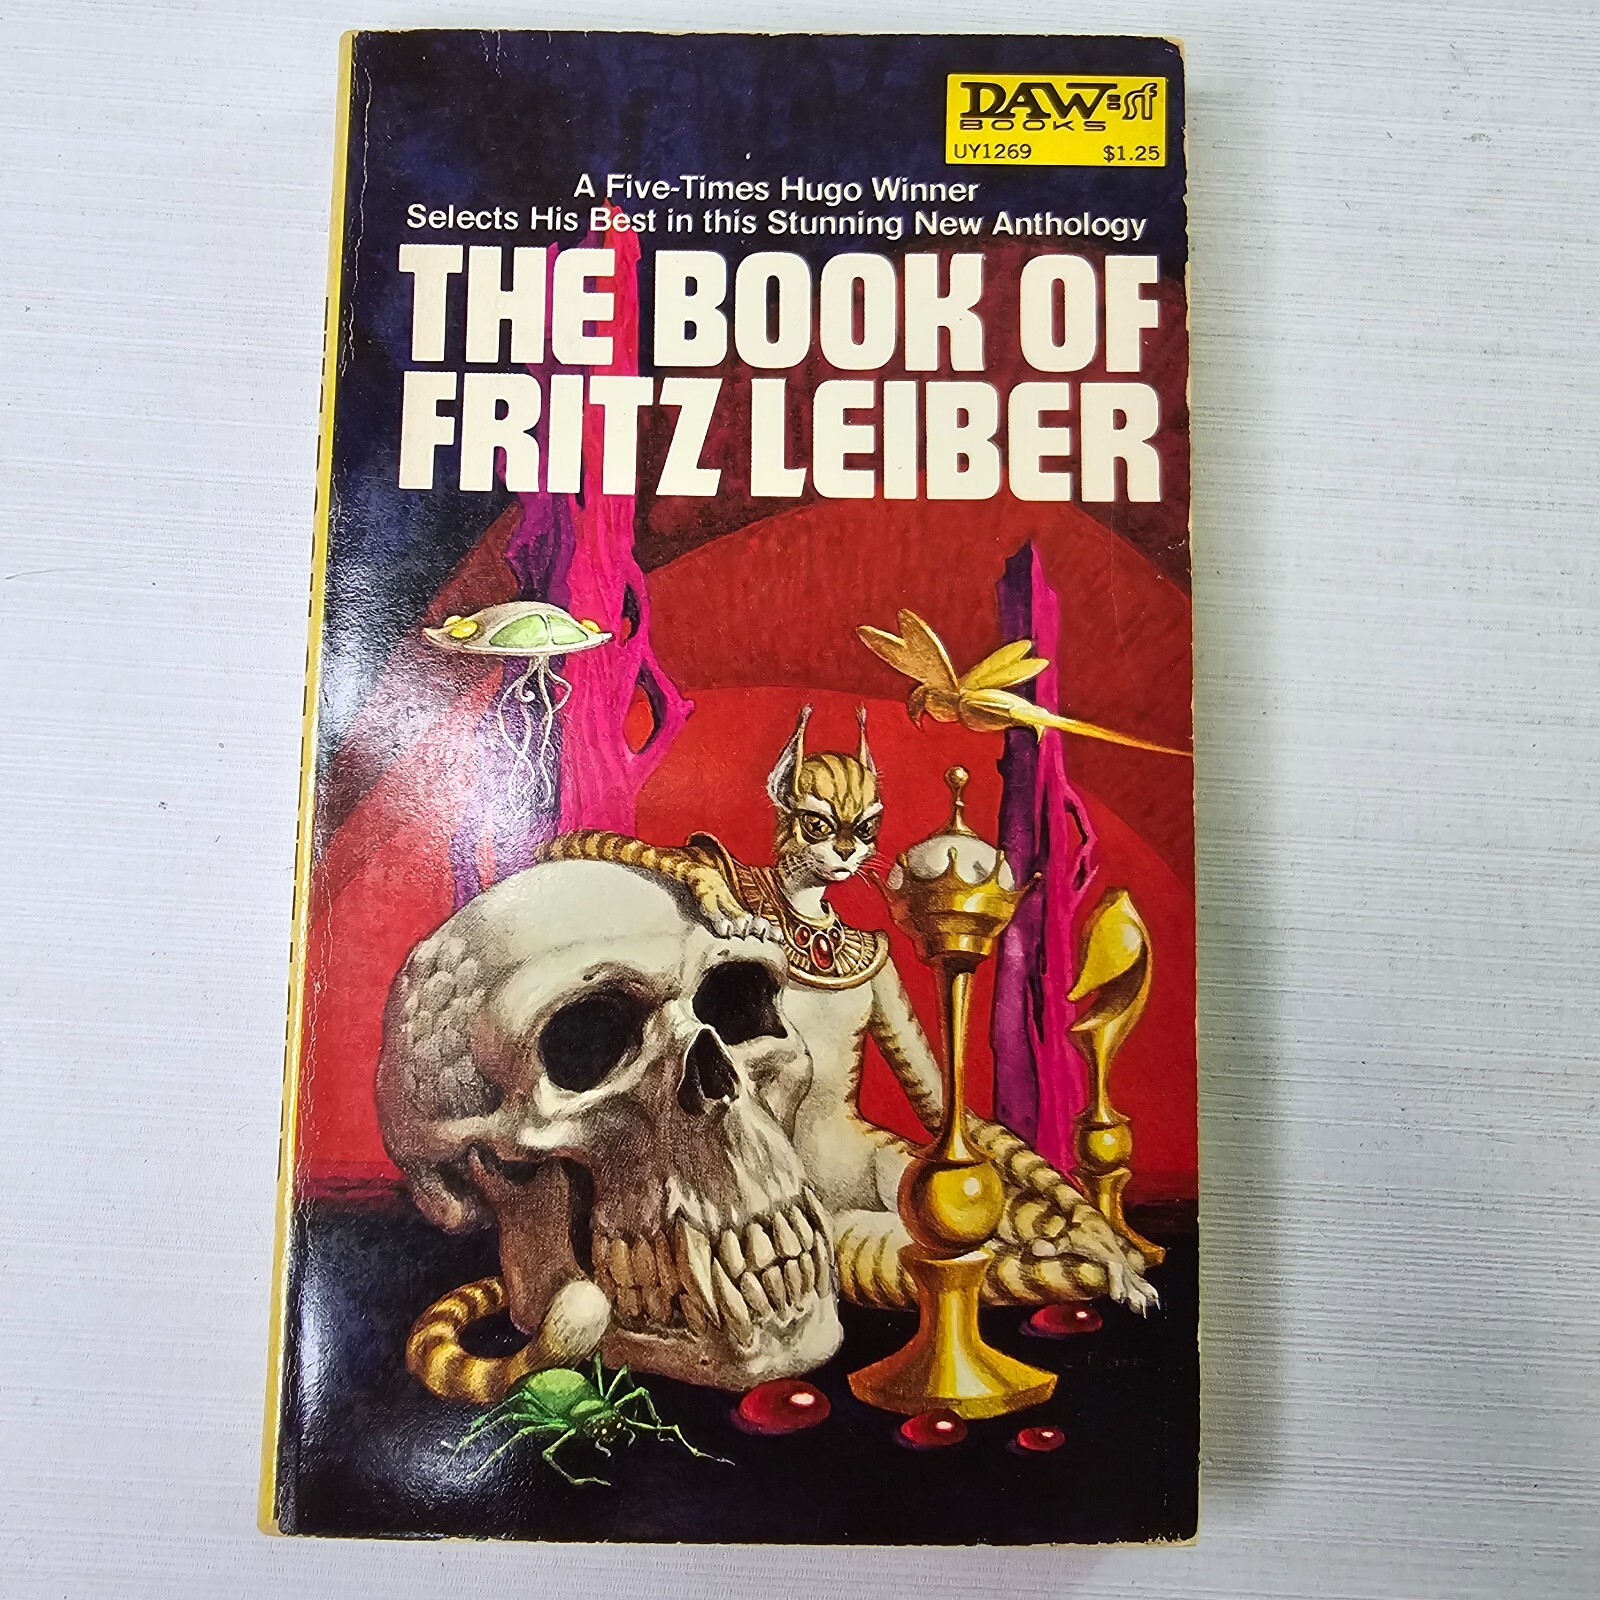 DAW=sf
BOOKS
UY1269 $1.25
A Five-Times Hugo Winner
Selects His Best in this Stunning New Anthology
THE BOOK OF
FRITZ LEIBER